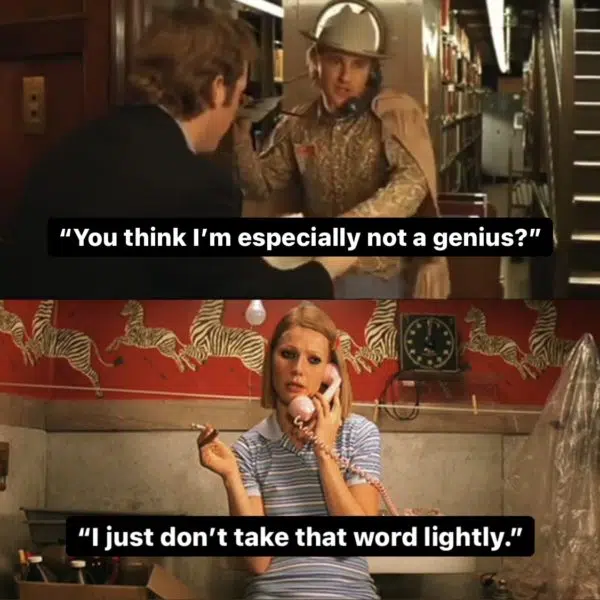 “You think I’m especially not a genius?”
“I just don’t take that word lightly.”